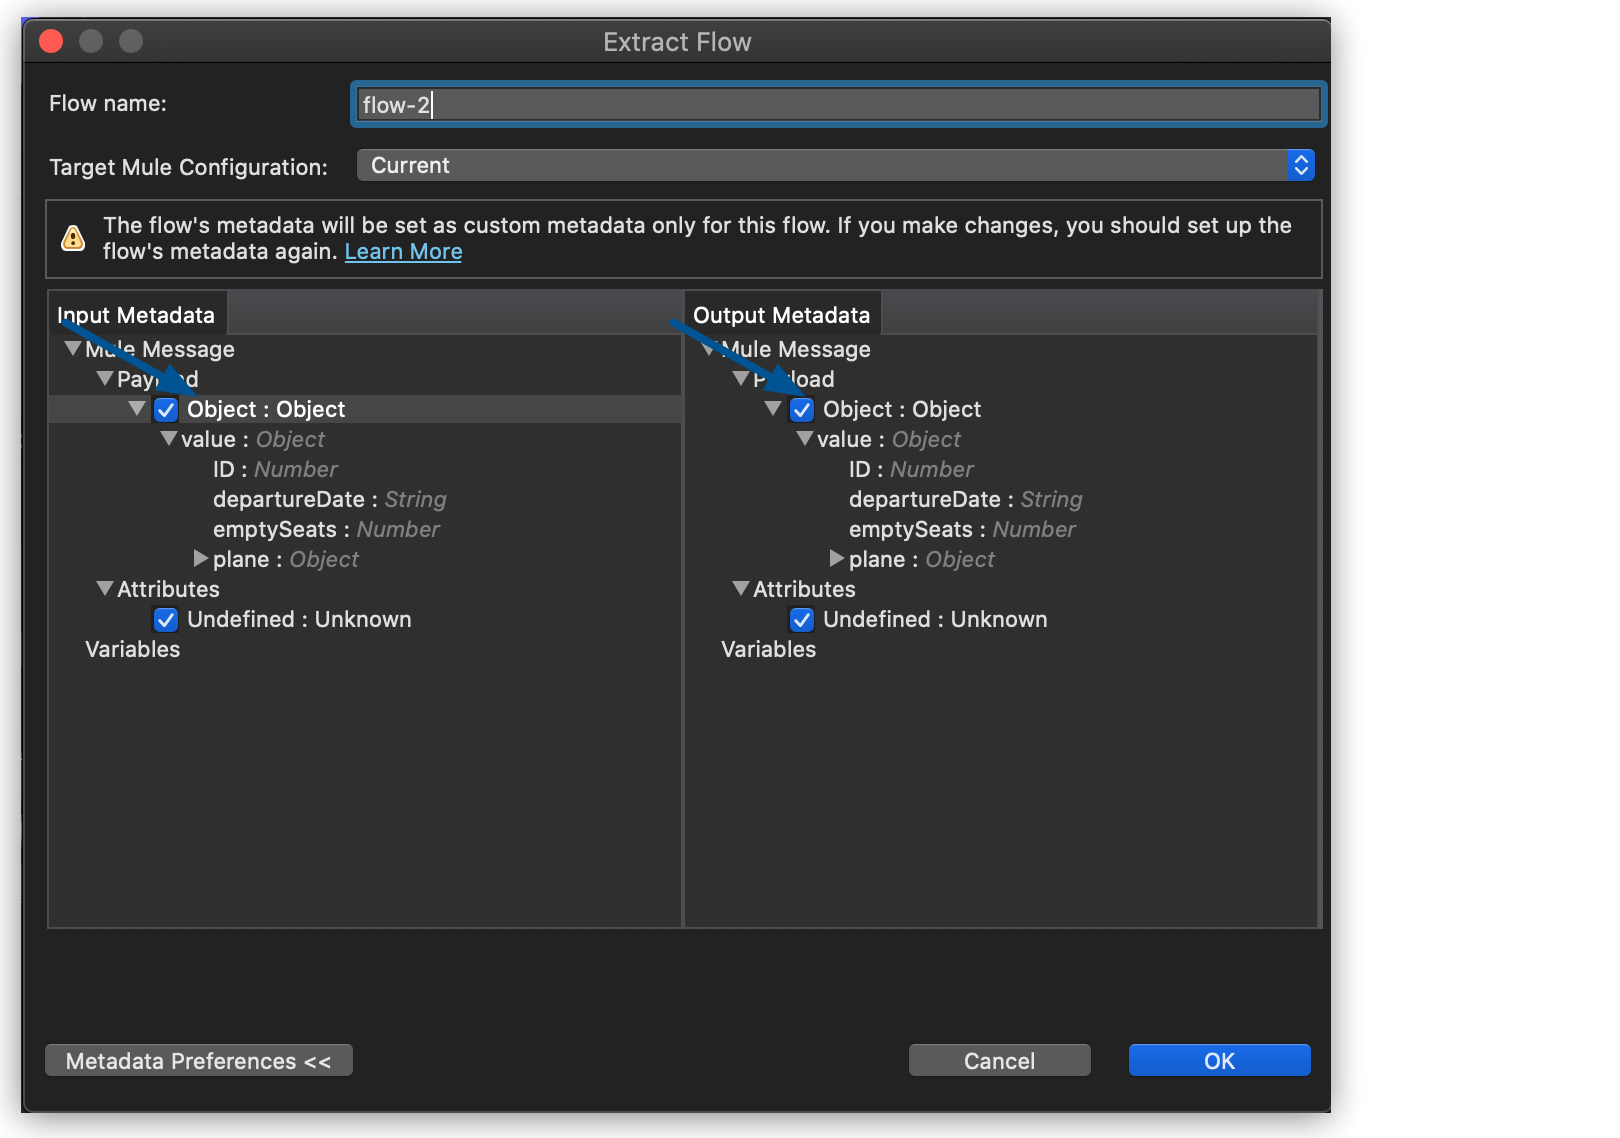 Extract Flow
Flow name:
flow-2
Target Mule Configuration:
Current
The flow's metadata will be set as custom metadata only for this flow. If you make changes, you should set up the
flow's metadata again. Learn More
Input Metadata
Mule Message
Payload
Object : Object
value : Object
ID : Number
departureDate : String
emptySeats : Number
plane : Object
Attributes
Undefined : Unknown
Variables
Output Metadata
Mule Message
Payload
Object : Object
value : Object
ID : Number
departureDate : String
emptySeats : Number
plane : Object
Attributes
Undefined : Unknown
Variables
Metadata Preferences <<
Cancel
OK